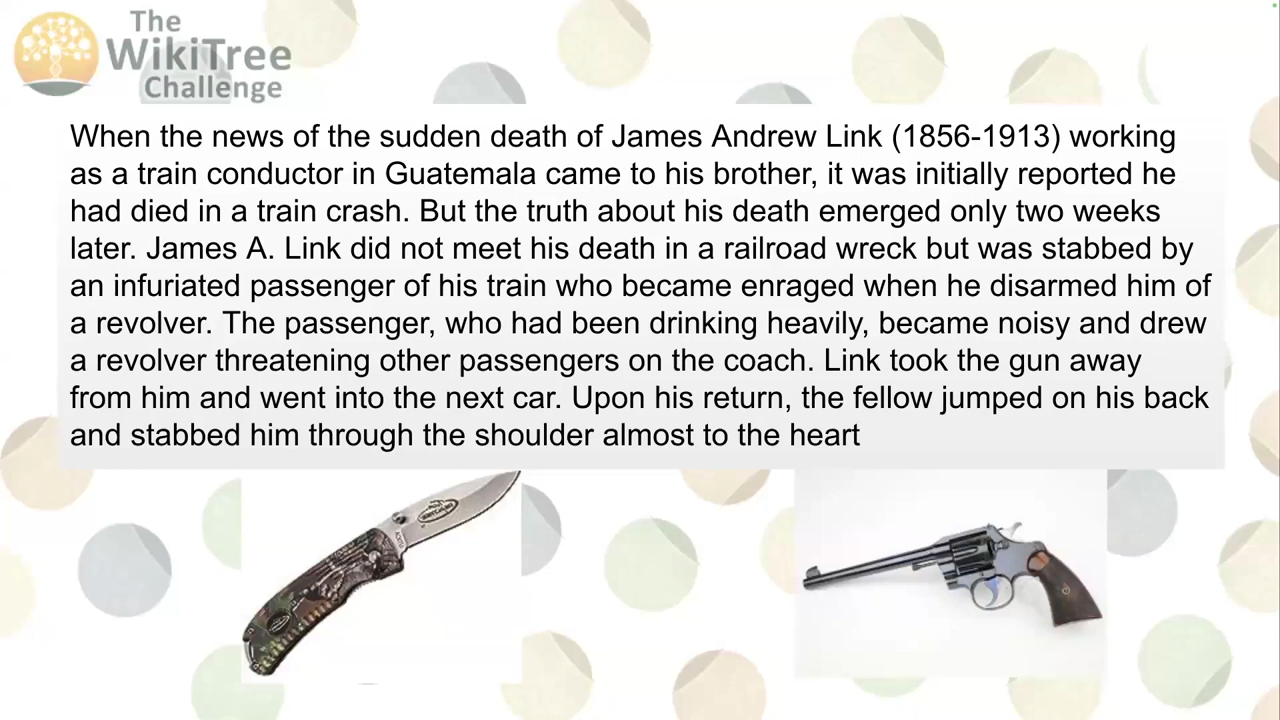 The
WikiTree
Challenge
When the news of the sudden death of James Andrew Link (1856-1913) working
as a train conductor in Guatemala came to his brother, it was initially reported he
had died in a train crash. But the truth about his death emerged only two weeks
later. James A. Link did not meet his death in a railroad wreck but was stabbed by
an infuriated passenger of his train who became enraged when he disarmed him of
a revolver. The passenger, who had been drinking heavily, became noisy and drew
a revolver threatening other passengers on the coach. Link took the gun away
from him and went into the next car. Upon his return, the fellow jumped on his back
and stabbed him through the shoulder almost to the heart